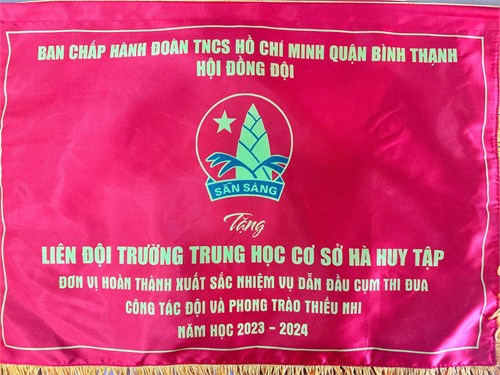 BAN CHẤP HÀNH ĐOÀN TNCS HỒ CHÍ MINH QUẬN BÌNH THẠNH
HỘI ĐỒNG ĐỘI
SẴN SÀNG
Tặng
LIÊN ĐỘI TRƯỜNG TRUNG HỌC CƠ SỞ HÀ HUY TẬP
ĐƠN VỊ HOÀN THÀNH XUẤT SẮC NHIỆM VỤ DẪN ĐẦU CỤM THI ĐUA
CÔNG TÁC ĐỘI VÀ PHONG TRÀO THIẾU NHI
NĂM HỌC 2023 - 2024